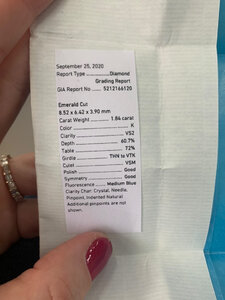 September 25, 2020
Report Type Diamond
Grading Report
GIA Report No 5212166120
Emerald Cut
8.52 x 6.42 x 3.90 mm
Carat Weight 1.84 carat
Color K
Clarity VS2
Depth 60.7%
Table 72%
Girdle THN to VTK
Culet VSM
Polish Good
Symmetry Good
Fluorescence Medium Blue
Clarity Char: Crystal, Needle,
Pinpoint, Indented Natural
Additional pinpoints are not
shown.